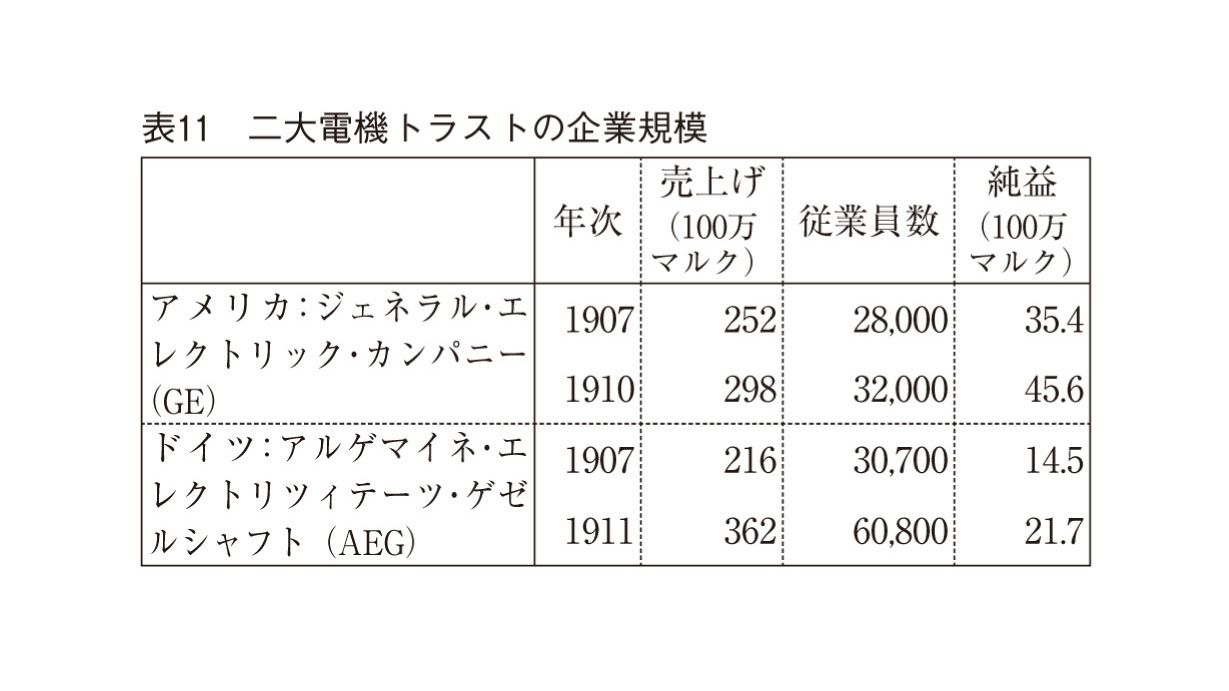 表11　二大電機トラストの企業規模
年次
売上げ
(100万
マルク)
従業員数
純益
(100万
マルク)
アメリカ：ジェネラル・エ
レクトリック・カンパニー
(GE)
1907 252 28,000 35.4
1910 298 32,000 45.6
ドイツ：アルゲマイネ・エ
レクトリツィテーツ・ゲゼ
ルシャフト (AEG)
1907 216 30,700 14.5
1911 362 60,800 21.7